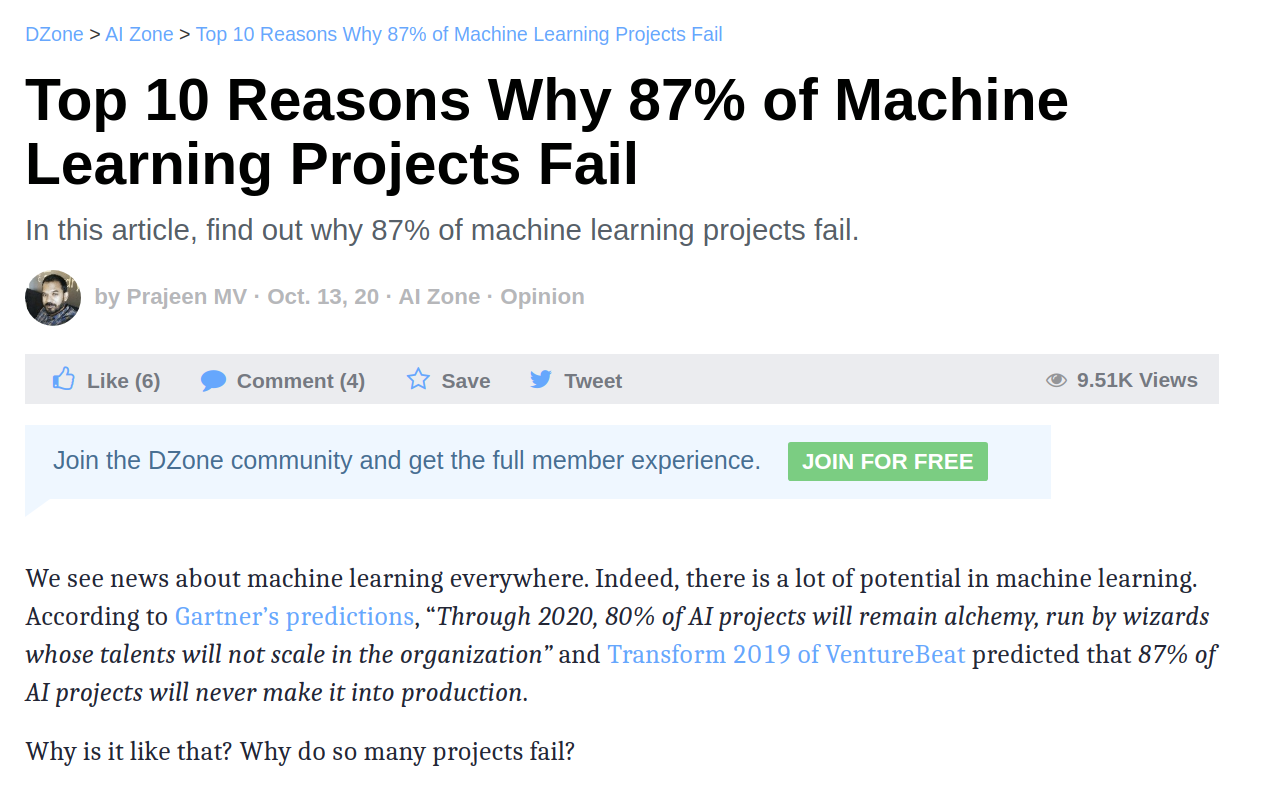 DZone > AI Zone > Top 10 Reasons Why 87% of Machine Learning Projects Fail
Top 10 Reasons Why 87% of Machine
Learning Projects Fail
In this article, find out why 87% of machine learning projects fail.
by Prajeen MV · Oct. 13, 20 · AI Zone · Opinion
Like (6) Comment (4) Save Tweet 9.51K Views
Join the DZone community and get the full member experience. JOIN FOR FREE
We see news about machine learning everywhere. Indeed, there is a lot of potential in machine learning.
According to Gartner’s predictions, “Through 2020, 80% of AI projects will remain alchemy, run by wizards
whose talents will not scale in the organization” and Transform 2019 of VentureBeat predicted that 87% of
AI projects will never make it into production.
Why is it like that? Why do so many projects fail?